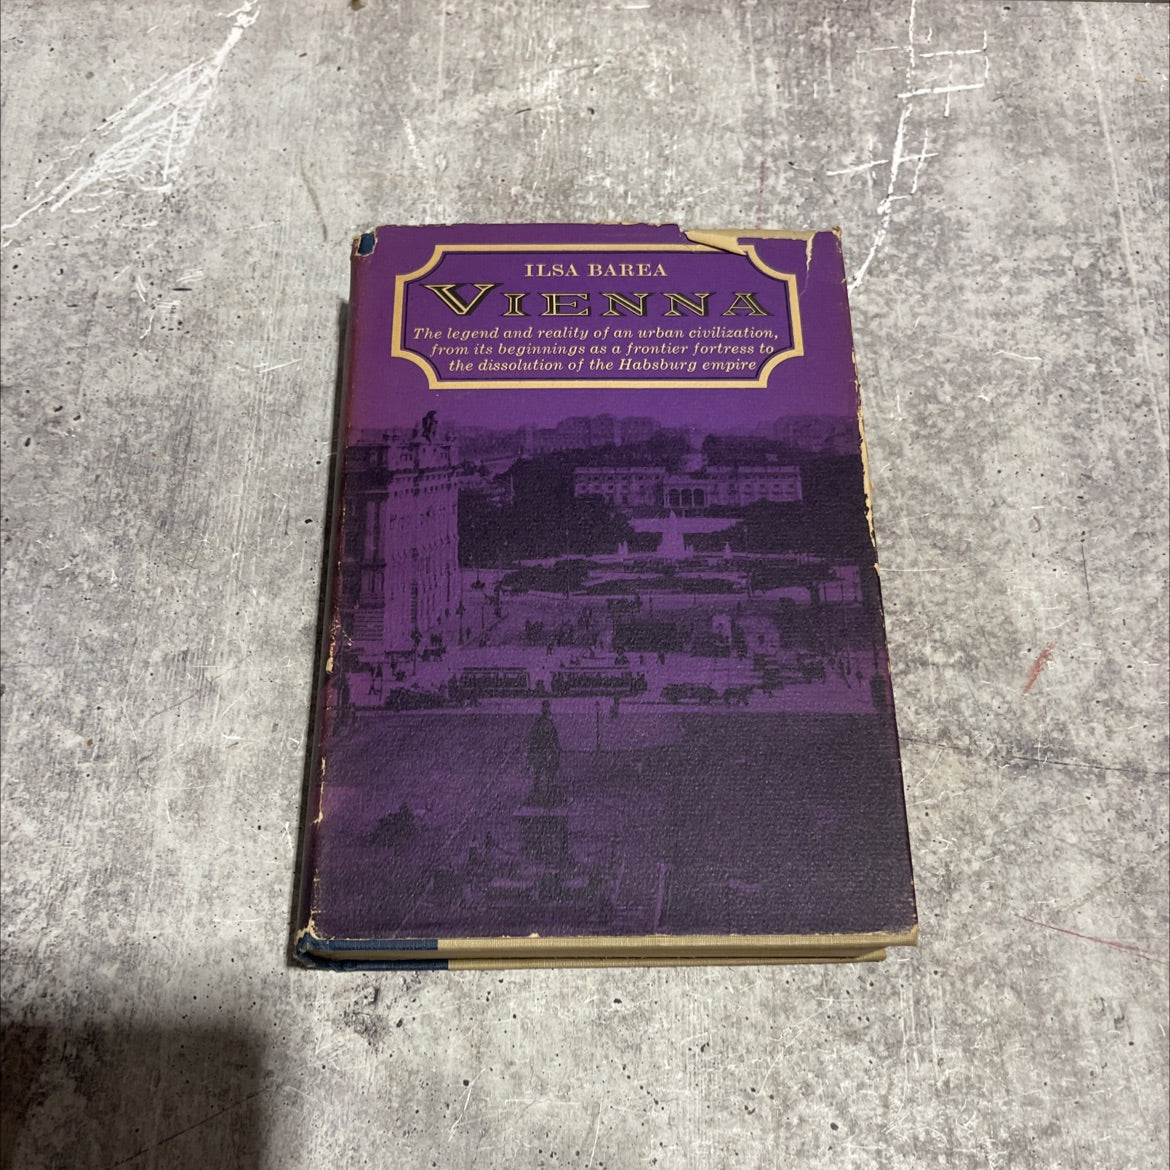 ILSA BAREA
VIENNA
The legend and reality of an urban civilization,
from its beginnings as a frontier fortress to
the dissolution of the Habsburg empire